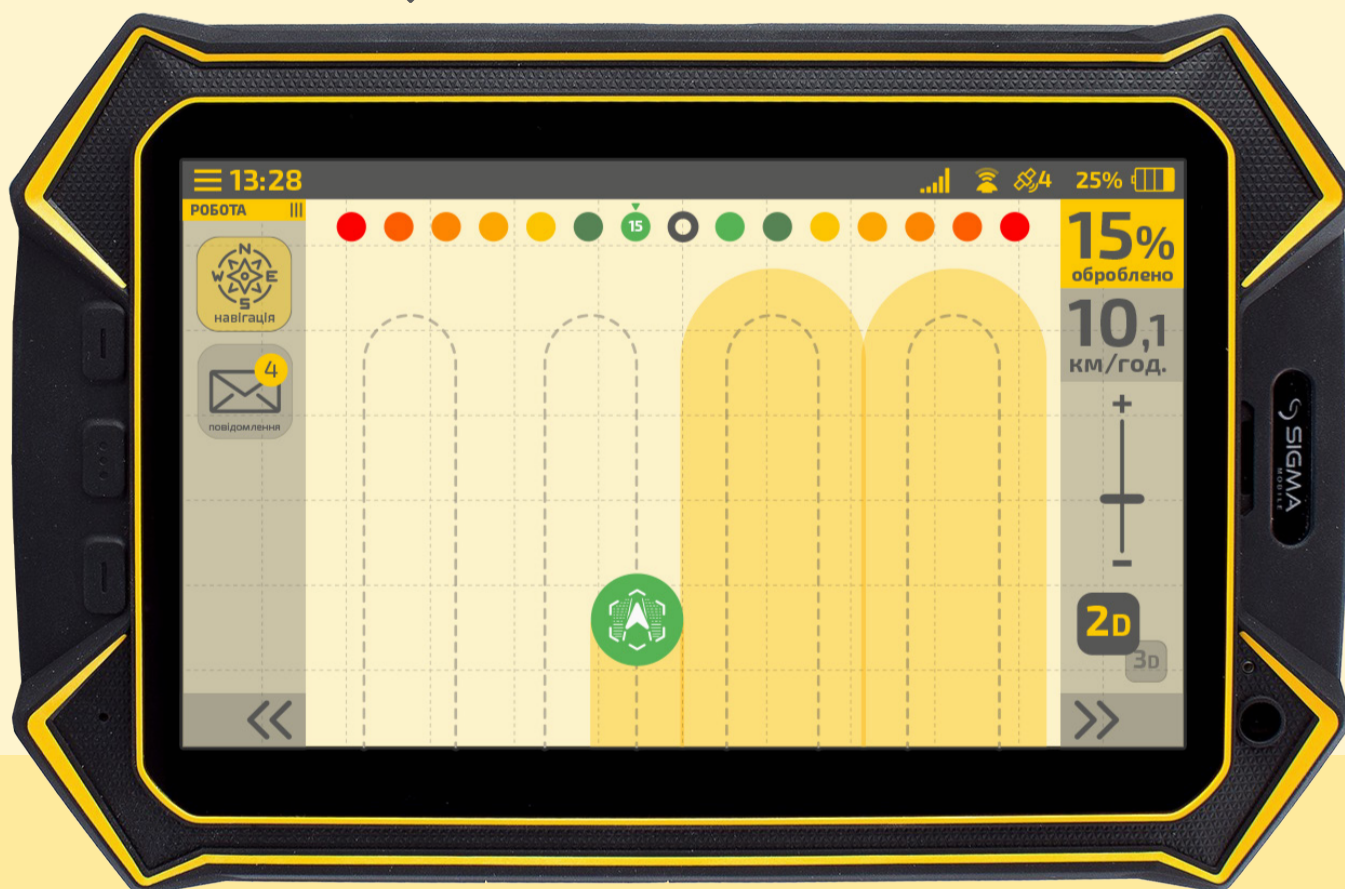 13:28
4
25%
РОБОТА
15
15%
оброблено
N
W E
S
навігація
10,1
км/год.
4
повідомлення
+
-
2D
3D
SIGMA
MOBILE